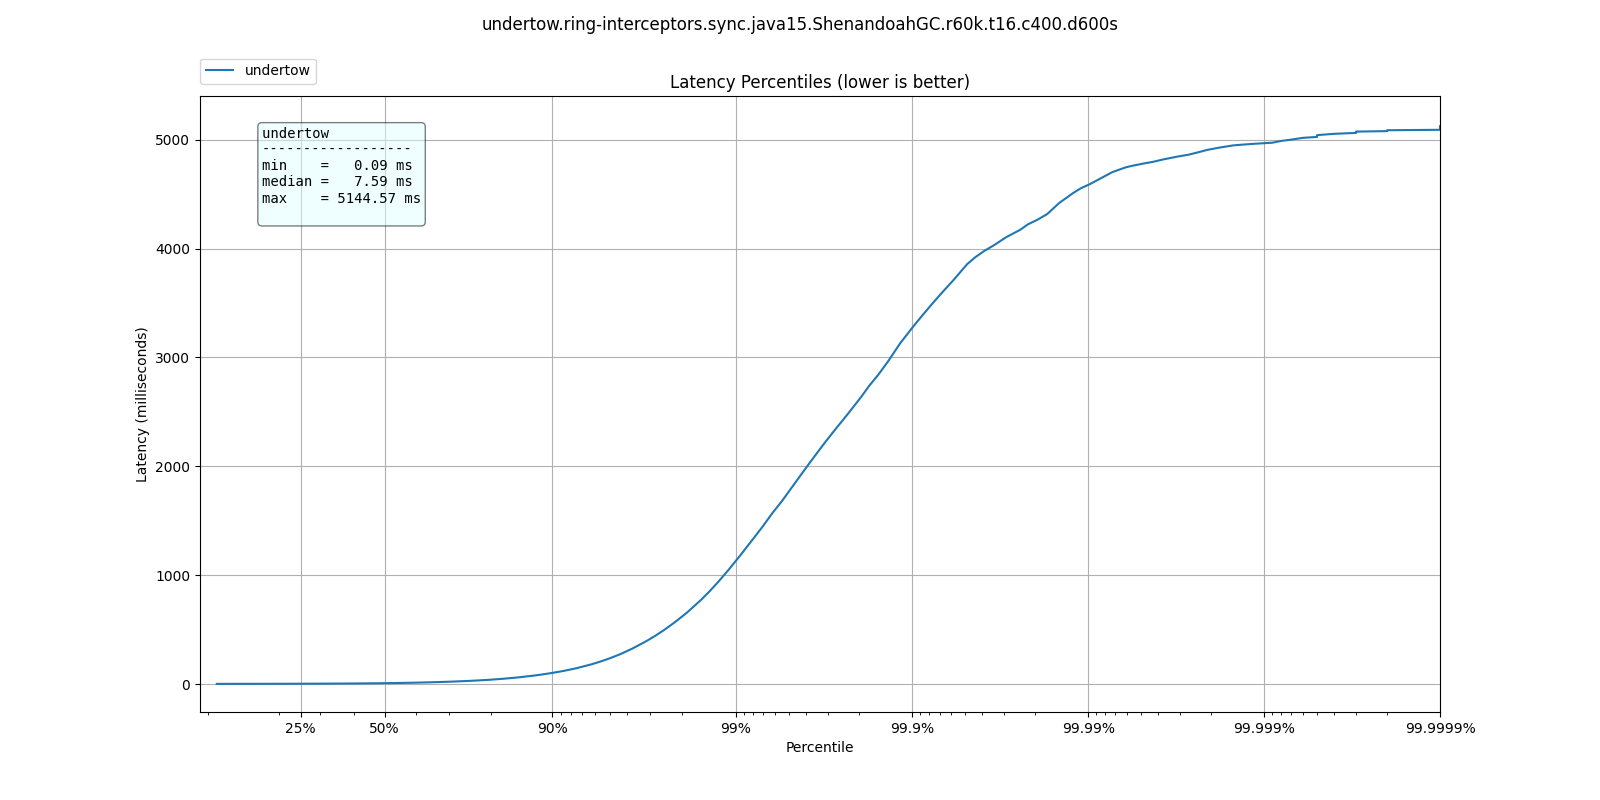 undertow.ring-interceptors.sync.java15.ShenandoahGC.r60k.t16.c400.d600s
undertow
Latency Percentiles (lower is better)
undertow
------------------
min    =   0.09 ms
median =   7.59 ms
max    = 5144.57 ms
5000
4000
3000
2000
1000
0
Latency (milliseconds)
25% 50% 90% 99% 99.9% 99.99% 99.999% 99.9999%
Percentile